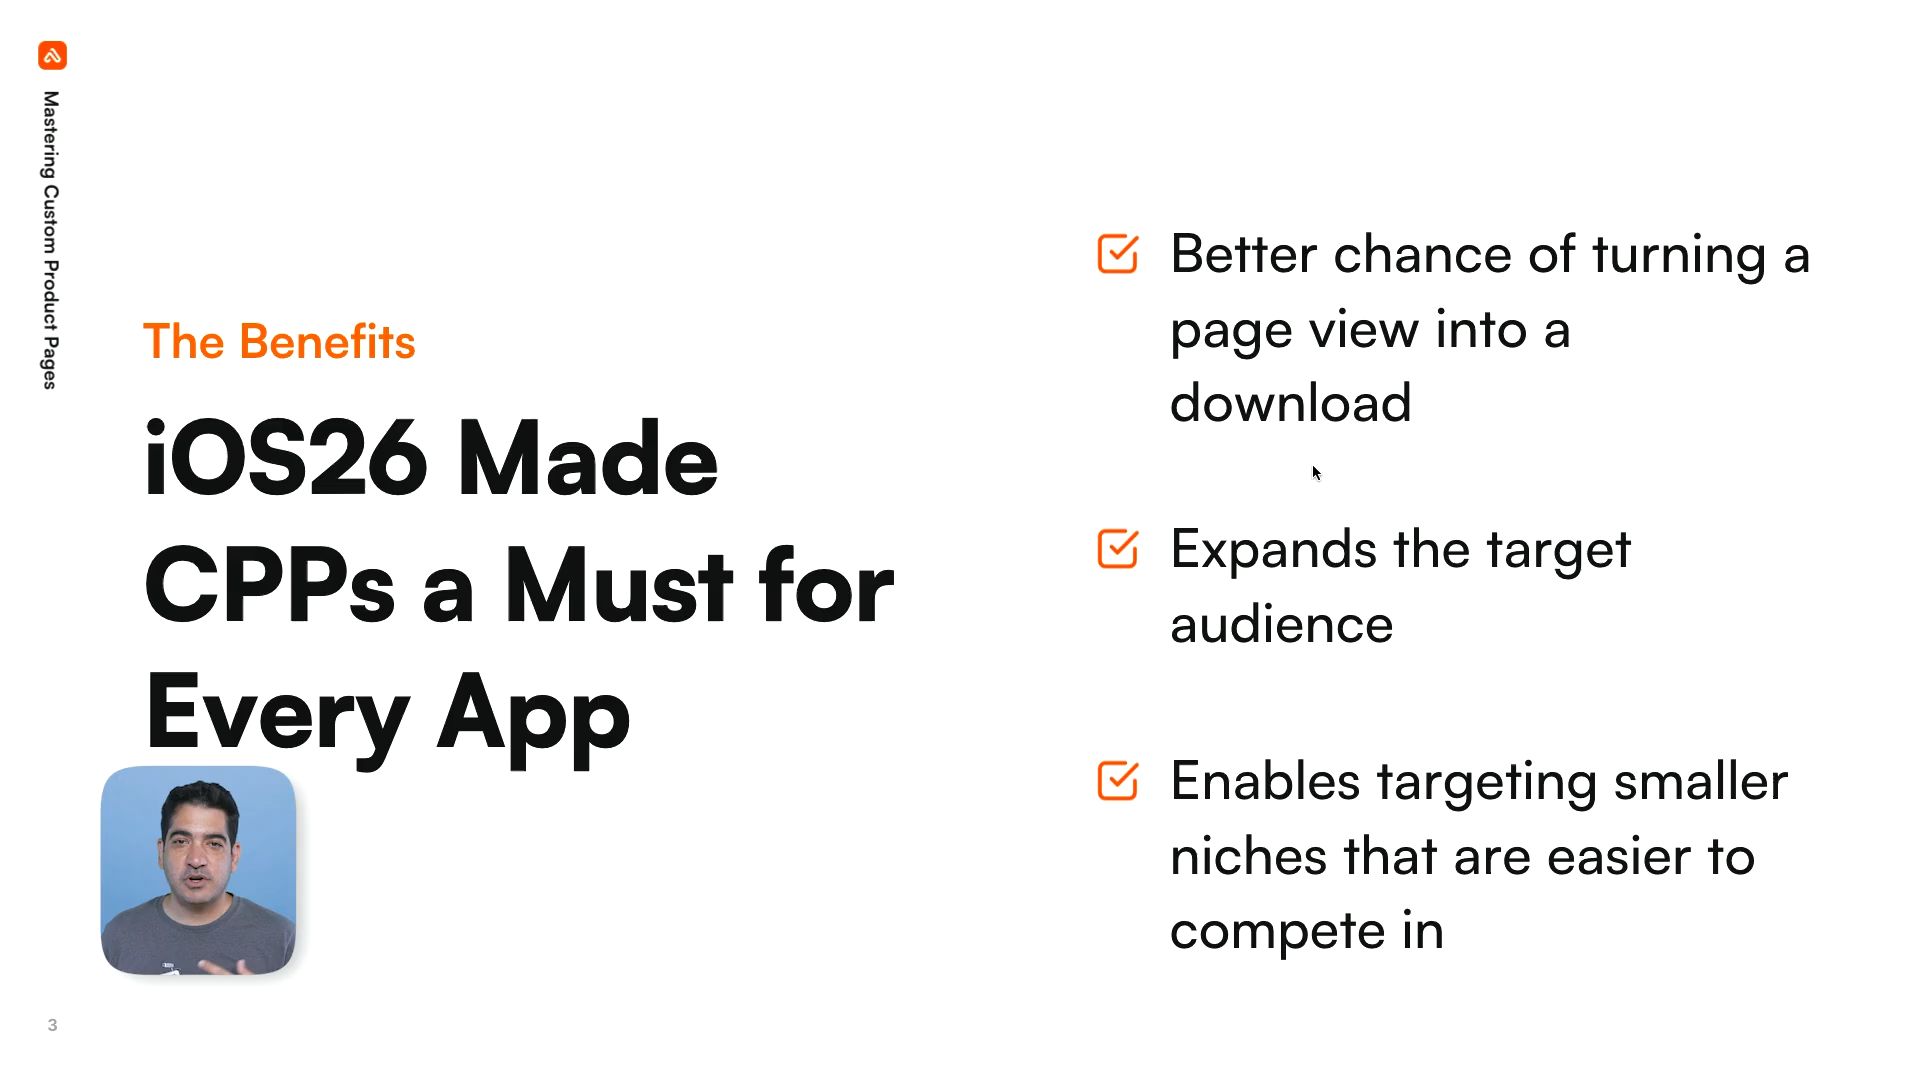 Mastering Custom Product Pages
The Benefits
iOS26 Made
CPPs a Must for
Every App
Better chance of turning a
page view into a
download
Expands the target
audience
Enables targeting smaller
niches that are easier to
compete in
3